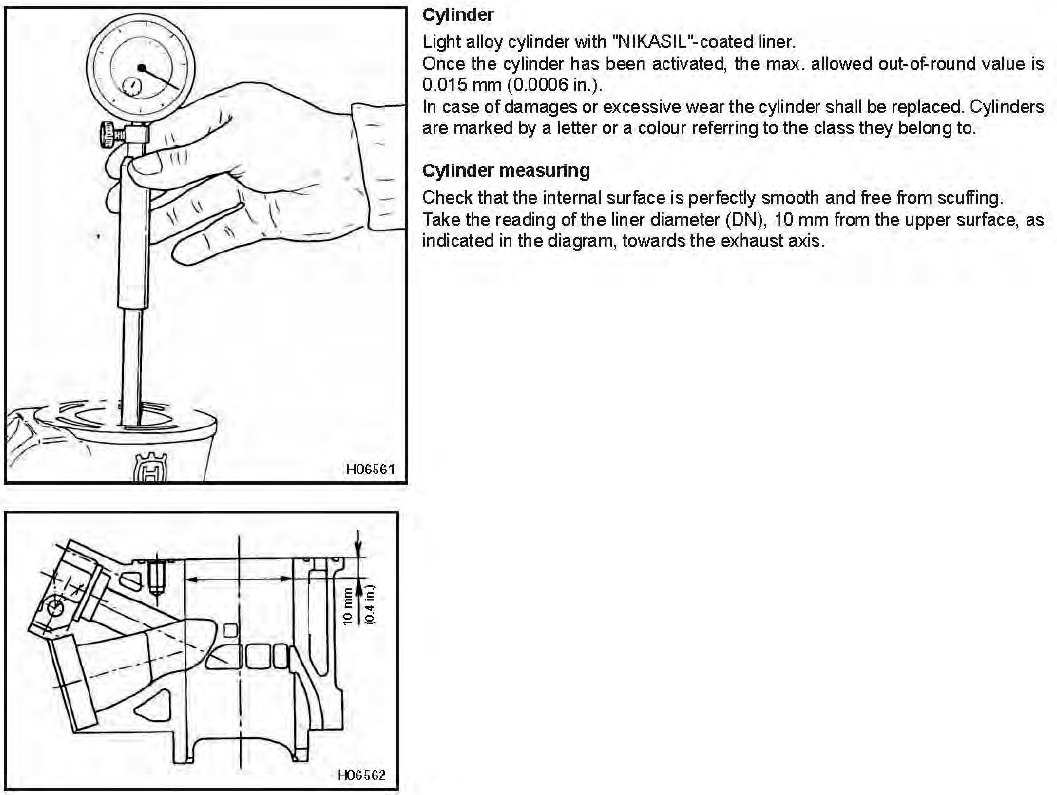 Cylinder
Light alloy cylinder with "NIKASIL"-coated liner.
Once the cylinder has been activated, the max. allowed out-of-round value is
0.015 mm (0.0006 in.).
In case of damages or excessive wear the cylinder shall be replaced. Cylinders
are marked by a letter or a colour referring to the class they belong to.
Cylinder measuring
Check that the internal surface is perfectly smooth and free from scuffing.
Take the reading of the liner diameter (DN), 10 mm from the upper surface, as
indicated in the diagram, towards the exhaust axis.
H
H06561
10 mm
(0.4 in.)
H06562